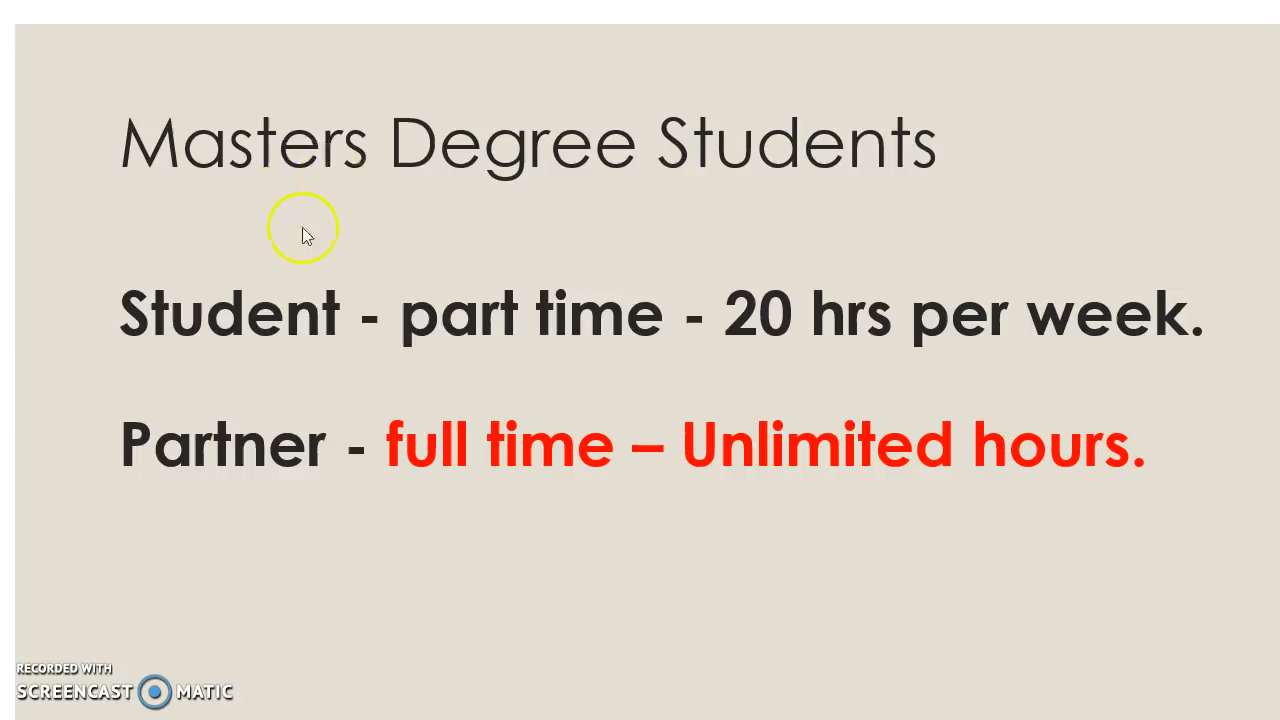 Masters Degree Students
Student - part time - 20 hrs per week.
Partner - full time – Unlimited hours.
RECORDED WITH
SCREENCAST MATIC